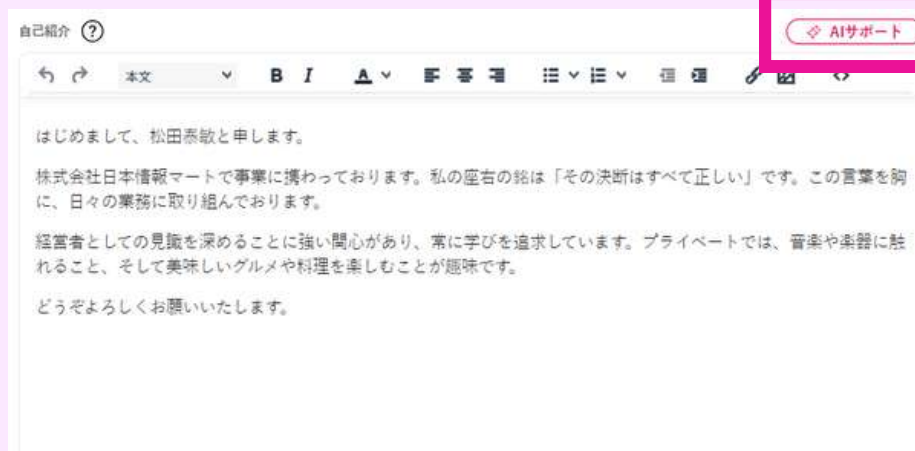 自己紹介 ?
AIサポート
本文
B I A
はじめまして、松田泰敏と申します。
株式会社日本情報マートで事業に携わっております。私の座右の銘は「その決断はすべて正しい」です。この言葉を胸
に、日々の業務に取り組んでおります。
経営者としての見識を深めることに強い関心があり、常に学びを追求しています。プライベートでは、音楽や楽器に触
れること、そして美味しいグルメや料理を楽しむことが趣味です。
どうぞよろしくお願いいたします。